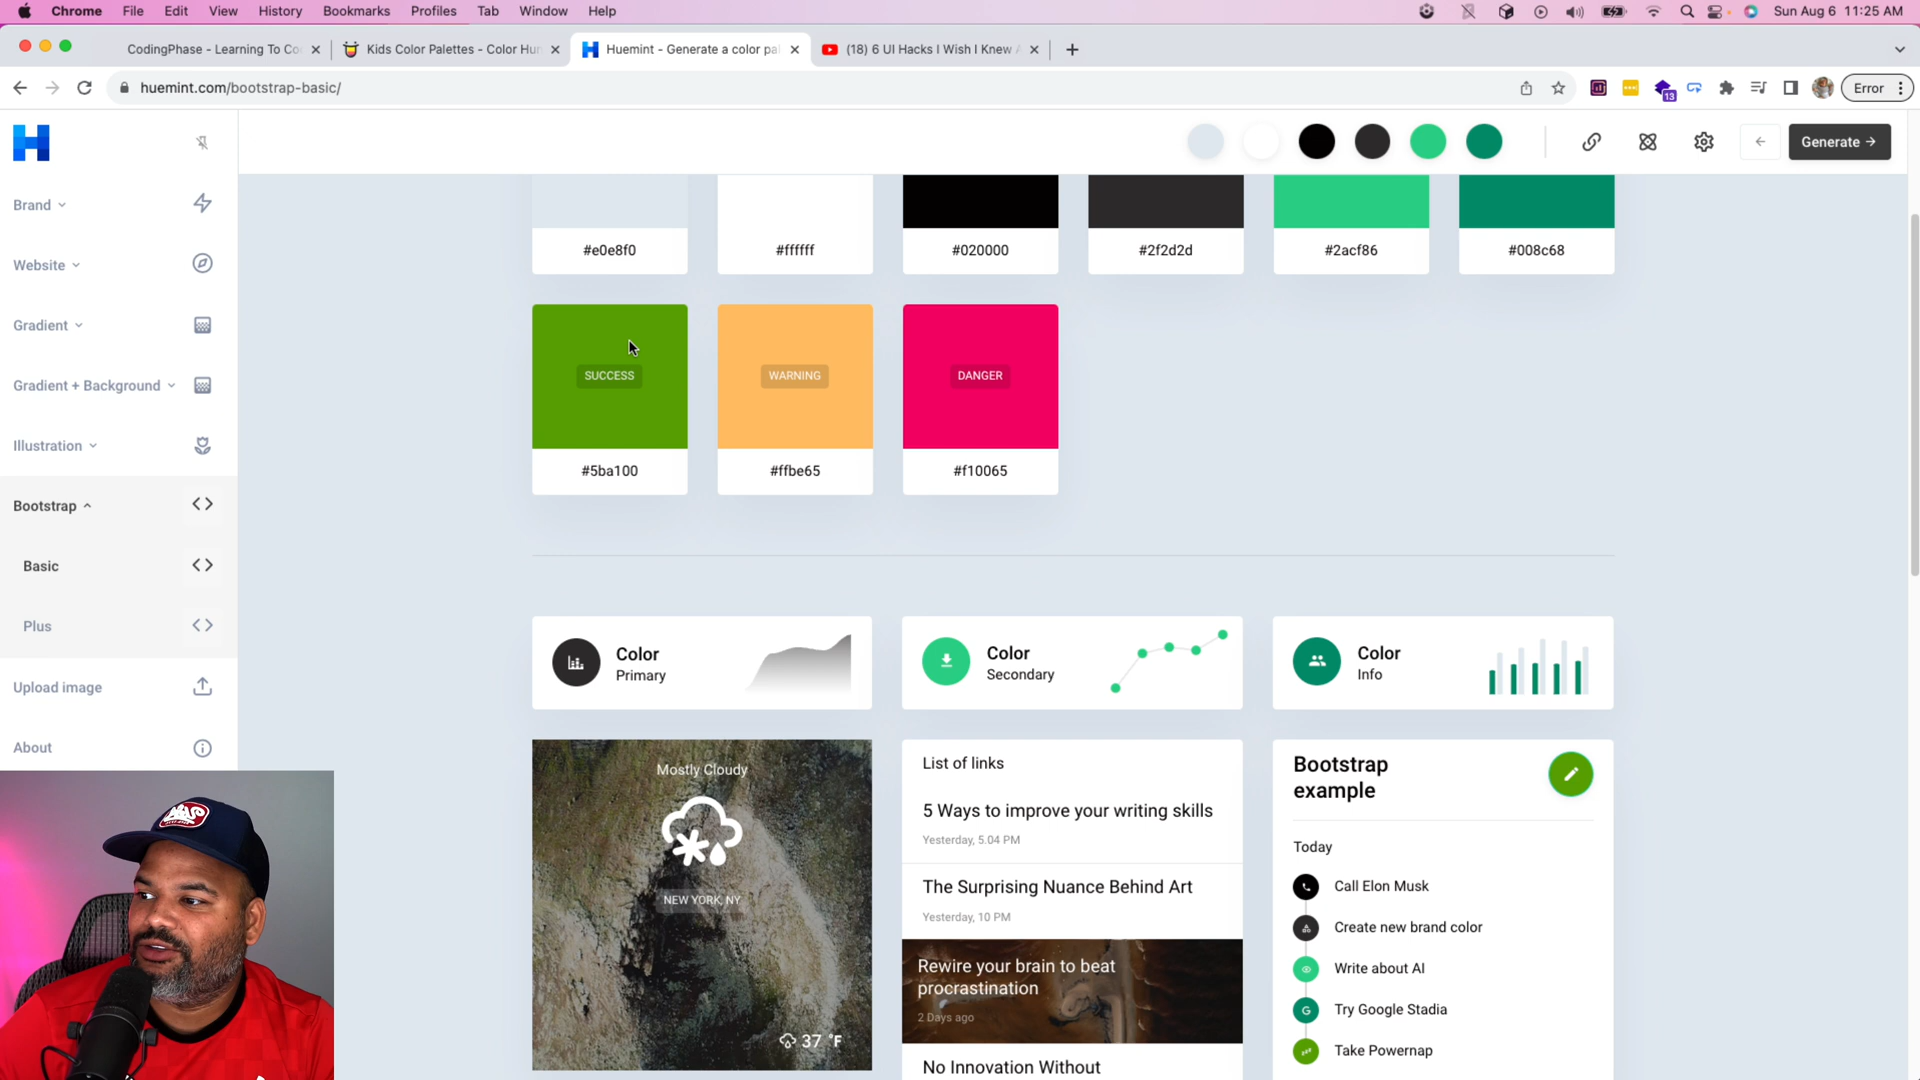 Chrome File Edit View History Bookmarks Profiles Tab Window Help Sun Aug 6 11:25 AM
CodingPhase - Learning To Co
Kids Color Palettes - Color Hu
Huemint - Generate a color pa
(18) 6 UI Hacks I Wish I Knew
huemint.com/bootstrap-basic/
13
Error
Generate
Brand
Website
Gradient
Gradient + Background
Illustration
Bootstrap
Basic
Plus
Upload image
About
#e0e8f0
#ffffff
#020000
#2f2d2d
#2acf86
#008c68
SUCCESS
WARNING
DANGER
#5ba100
#ffbe65
#f10065
Color
Primary
Color
Secondary
Color
Info
Mostly Cloudy
NEW YORK, NY
37 °F
List of links
5 Ways to improve your writing skills
Yesterday, 5.04 PM
The Surprising Nuance Behind Art
Yesterday, 10 PM
Rewire your brain to beat
procrastination
2 Days ago
No Innovation Without
Bootstrap
example
Today
Call Elon Musk
Create new brand color
Write about AI
Try Google Stadia
Take Powernap